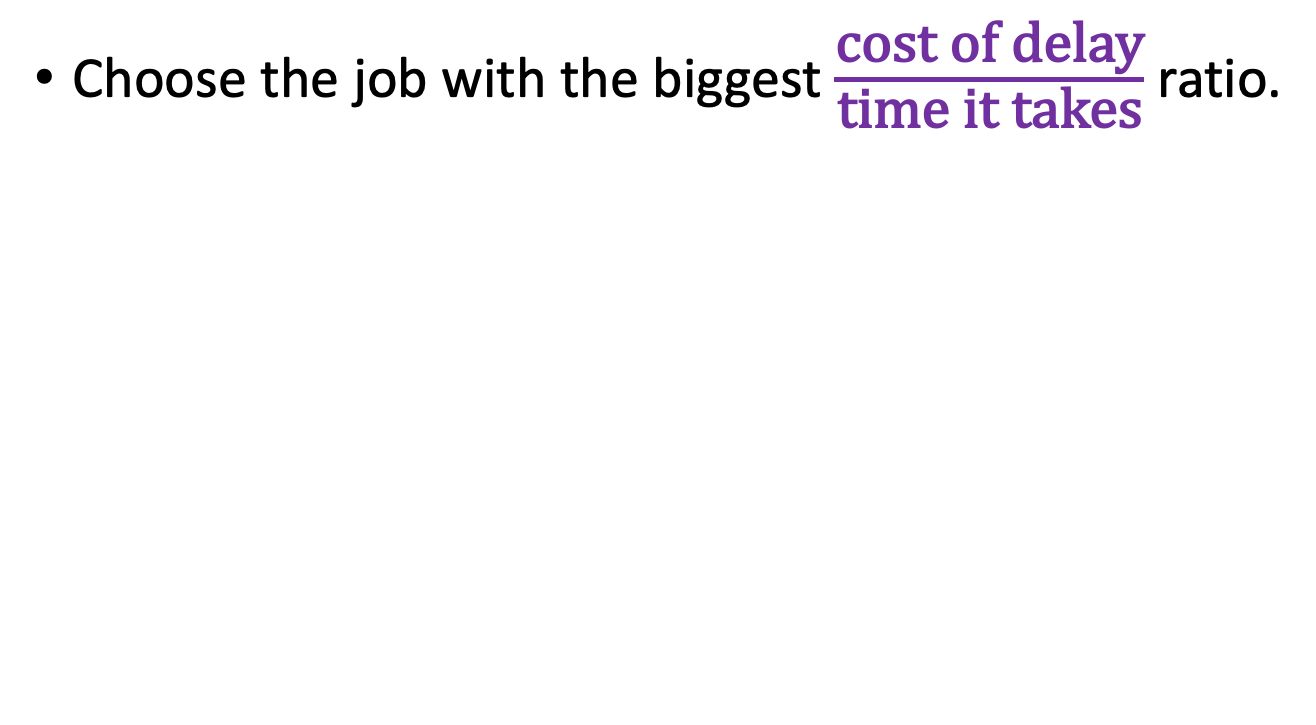 • Choose the job with the biggest cost of delay / time it takes ratio.